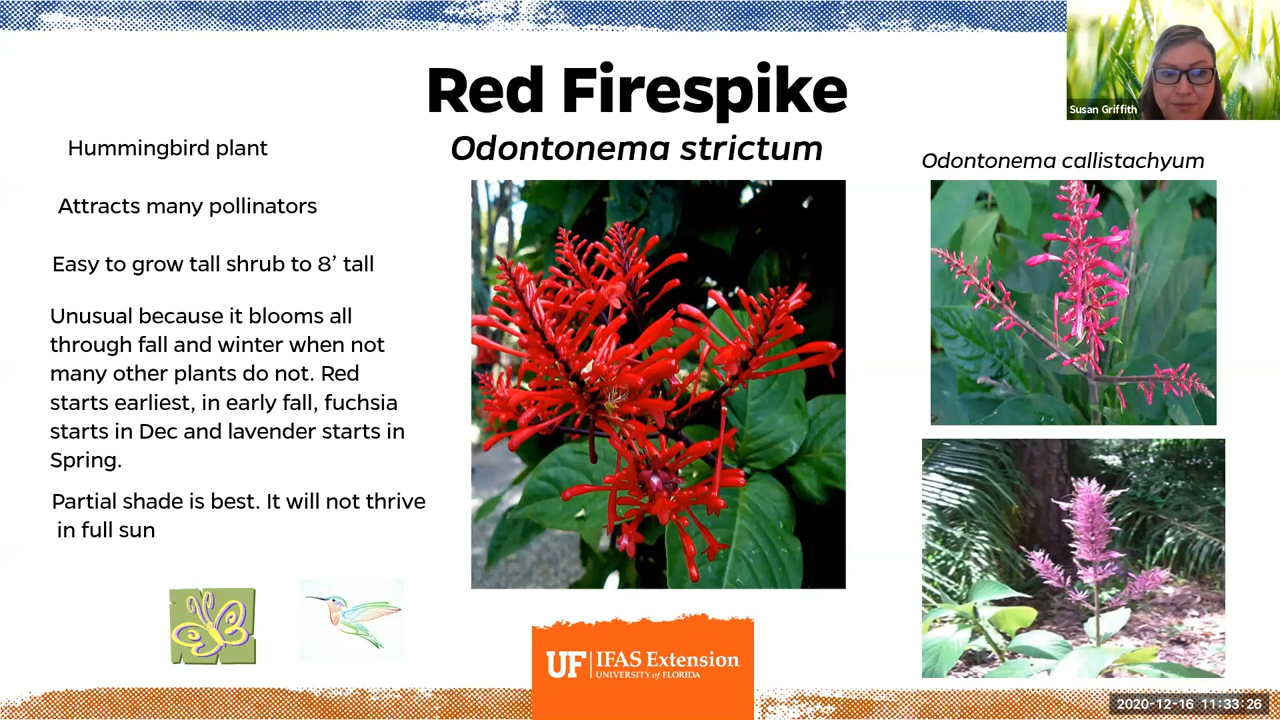 Red Firespike
Susan Griffith
Odontonema strictum
Odontonema callistachyum
Hummingbird plant
Attracts many pollinators
Easy to grow tall shrub to 8’ tall
Unusual because it blooms all
through fall and winter when not
many other plants do not. Red
starts earliest, in early fall, fuchsia
starts in Dec and lavender starts in
Spring.
Partial shade is best. It will not thrive
in full sun
UF IFAS Extension
UNIVERSITY of FLORIDA
2020-12-16 11:33:26